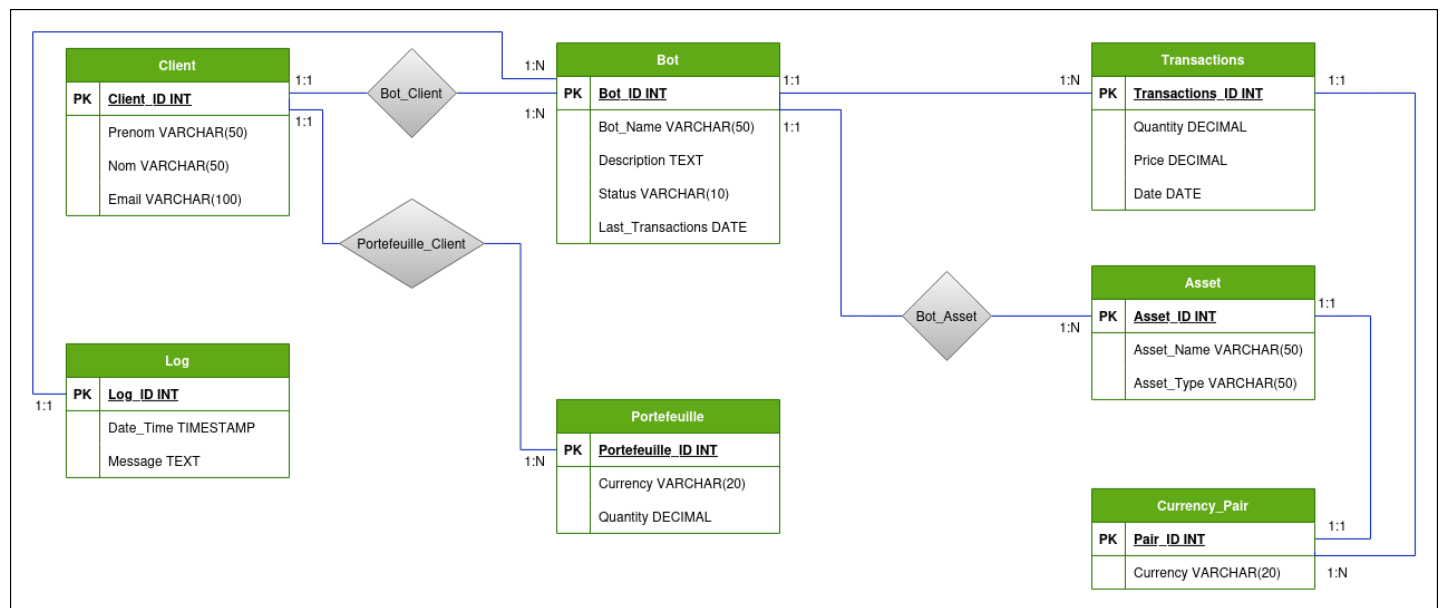 Client
PK Client_ID INT
Prenom VARCHAR(50)
Nom VARCHAR(50)
Email VARCHAR(100)
1:1
1:1
Bot_Client
1:N
1:N
Bot
PK Bot_ID INT
Bot_Name VARCHAR(50)
Description TEXT
Status VARCHAR(10)
Last_Transactions DATE
1:1
1:1
1:N
Transactions
PK Transactions_ID INT
Quantity DECIMAL
Price DECIMAL
Date DATE
1:1
Portefeuille_Client
Bot_Asset
1:N
Asset
PK Asset_ID INT
Asset_Name VARCHAR(50)
Asset_Type VARCHAR(50)
1:1
Log
PK Log_ID INT
Date_Time TIMESTAMP
Message TEXT
1:1
1:N
Portefeuille
PK Portefeuille_ID INT
Currency VARCHAR(20)
Quantity DECIMAL
Currency_Pair
PK Pair_ID INT
Currency VARCHAR(20)
1:1
1:N